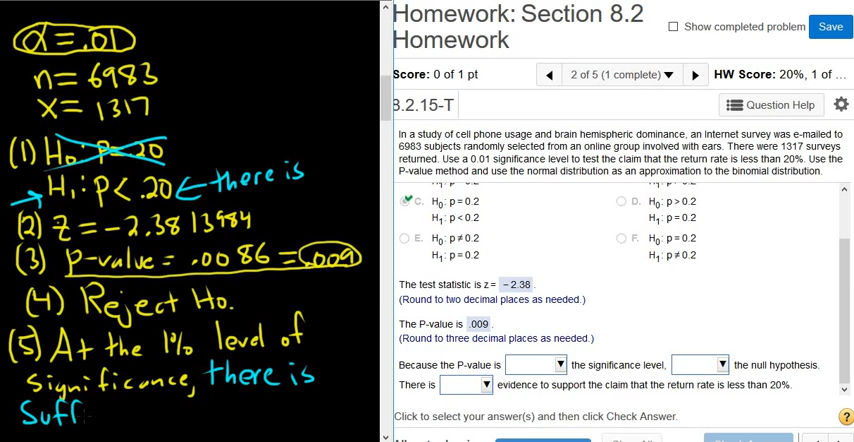 α = .01
n = 6983
x = 1317
(1) H₀: P = .20
→ H₁: P < .20 ← there is
(2) z = -2.3813984
(3) p-value = .0086 = .009
(4) Reject H₀.
(5) At the 1% level of
significance, there is
Suff
Homework: Section 8.2
Homework
Show completed problem
Save
Score: 0 of 1 pt
2 of 5 (1 complete)
HW Score: 20%, 1 of ...
8.2.15-T
Question Help
In a study of cell phone usage and brain hemispheric dominance, an Internet survey was e-mailed to
6983 subjects randomly selected from an online group involved with ears. There were 1317 surveys
returned. Use a 0.01 significance level to test the claim that the return rate is less than 20%. Use the
P-value method and use the normal distribution as an approximation to the binomial distribution.
C. H₀: p = 0.2
H₁: p < 0.2
D. H₀: p > 0.2
H₁: p = 0.2
E. H₀: p ≠ 0.2
H₁: p = 0.2
F. H₀: p = 0.2
H₁: p ≠ 0.2
The test statistic is z = -2.38 .
(Round to two decimal places as needed.)
The P-value is .009 .
(Round to three decimal places as needed.)
Because the P-value is the significance level, the null hypothesis.
There is evidence to support the claim that the return rate is less than 20%.
Click to select your answer(s) and then click Check Answer.
?